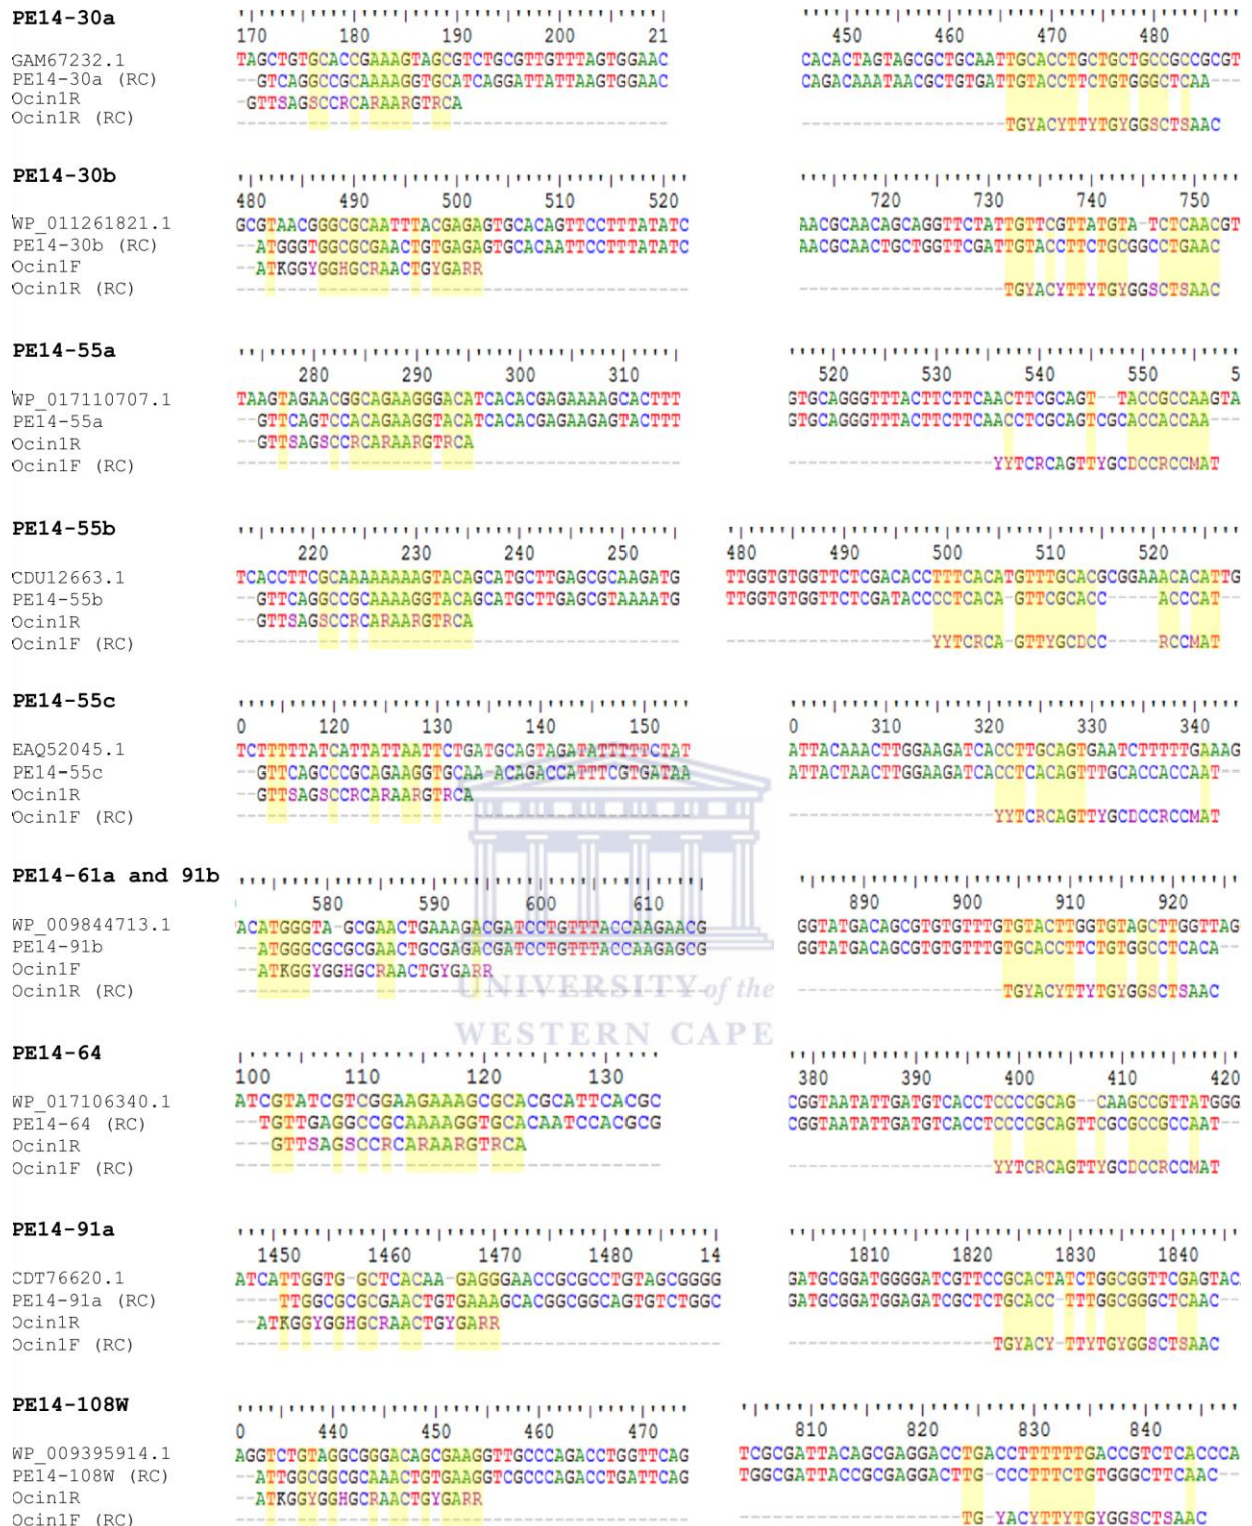 PE14-30a
170 180 190 200 21 450 460 470 480
GAM67232.1 TAGCTGTGCACCGAAAGTAGCGTCTGCGTTGTTTAGTGGAAC CACACTAGTAGCGCTGCAATTGCACCTGCTGCTGCCGCCGCGT
PE14-30a (RC) --GTCAGGCCGCAAAAGGTGCATCAGGATTATTAAGTGGAAC CAGACAAATAACGCTGTGATTGTACCTTCTGTGGGCTCAA--
Ocin1R -GTTSAGSCCRCARAARGTRCA
Ocin1R (RC) TGYACYTTYTGYGGSCTSAAC
PE14-30b
480 490 500 510 520 720 730 740 750
WP_011261821.1 GCGTAACGGGCGCAATTTACGAGAGTGCACAGTTCCTTTATATC AACGCAACAGCAGGTTCTATTGTTCGTTATGTA-TCTCAACGT
PE14-30b (RC) --ATGGGTGGCGCGAACTGTGAGAGTGCACAATTCCTTTATATC AACGCAACTGCTGGTTCGATTGTACCTTCTGCGGCCTGAAC
Ocin1F --ATKGGYGGHGCRAACTGYGARR
Ocin1R (RC) TGYACYTTYTGYGGSCTSAAC
PE14-55a
280 290 300 310 520 530 540 550 5
WP_017110707.1 TAAGTAGAACGGCAGAAGGGACATCACACGAGAAAAGCACTTT GTGCAGGGTTTACTTCACTTCAACTTCGCAGT--TACCGCCAAGTA
PE14-55a --GTTCAGTCCACAGAAGGTACATCACACGAGAAGAGTACTTT GTGCAGGGTTTACTTCTTCAACCTCGCAGTCGCACCACCAA--
Ocin1R --GTTSAGSCCRCARAARGTRCA
Ocin1F (RC) YYTCRCAGTTYGCDCCRCCMAT
PE14-55b
220 230 240 250 480 490 500 510 520
CDU12663.1 TCACCTTCGCAAAAAAAAGTACAGCATGCTTGAGCGCAAGATG TTGGTGTGGTTCTCGACACCTTTCACATGTTTGCACGCGGAAACACATTG
PE14-55b --GTTCAGGCCGCAAAAGGTACAGCATGCTTGAGCGTAAAATG TTGGTGTGGTTCTCGATACCCCTCACA-GTTCGCACC----ACCCAT--
Ocin1R --GTTSAGSCCRCARAARGTRCA
Ocin1F (RC) YYTCRCA-GTTYGCDCC----RCCMAT
PE14-55c
0 120 130 140 150 0 310 320 330 340
EAQ52045.1 TCTTTTTATCATTATTAATTCTGATGCAGTAGATATTTTTCTAT ATTACAAACTTGGAAGATCACCTTGCAGTGAATCTTTTTGAAAG
PE14-55c --GTTCAGCCCGCAGAAGGTGCAA-ACAGACCATTTCGTGATAA ATTACTAACTTGGAAGATCACCTCACAGTTTGCACCACCAAT--
Ocin1R --GTTSAGSCCRCARAARGTRCA
Ocin1F (RC) YYTCRCAGTTYGCDCCRCCMAT
PE14-61a and 91b
580 590 600 610 890 900 910 920
WP_009844713.1 ACATGGGTA-GCGAACTGAAAGACGATCCTGTTTACCAAGAACG GGTATGACAGCGTGTGTTTGTGTACTTGGTGTAGCTTGGTTAG
PE14-91b --ATGGGCGCGCGAACTGCGAGACGATCCTGTTTACCAAGAGCG GGTATGACAGCGTGTGTTTGTGCACCTTCTGTGGCCTCACA--
Ocin1F --ATKGGYGGHGCRAACTGYGARR
Ocin1R (RC) TGYACYTTYTGYGGSCTSAAC
UNIVERSITY of the
WESTERN CAPE
PE14-64
100 110 120 130 380 390 400 410 420
WP_017106340.1 ATCGTATCGTCGGAAGAAAAGCGCACGCATTCACGC CGGTAATATTGATGTCACCTCCCCGCAG--CAAGCCGTTATGGG
PE14-64 (RC) --TGTTGAGGCCGCAAAAGGTGCACAATCCACGCG CGGTAATATTGATGTCACCTCCCCGCAGTTCGCGCCGCCAAT--
Ocin1R ---GTTSAGSCCRCARAARGTRCA
Ocin1F (RC) YYTCRCAGTTYGCDCCRCCMAT
PE14-91a
1450 1460 1470 1480 14 1810 1820 1830 1840
CDT76620.1 ATCATTGGTG-GCTCACAA-GAGGGAACCGCGCCTGTAGCGGGG GATGCGGATGGGGATCGTTCCGCACTATCTGGCGGTTCGAGTAC
PE14-91a (RC) ----TTGGCGCGCGAACTGTGAAAGCACGGCGGCAGTGTCTGGC GATGCGGATGGAGATCGCTCTGCACC-TTTGGCGGGCTCAAC--
Ocin1R --ATKGGYGGHGCRAACTGYGARR
Ocin1F (RC) TGYACY-TTYTGYGGSCTSAAC
PE14-108W
0 440 450 460 470 810 820 830 840
WP_009395914.1 AGGTCTGTAGGCGGGACAGCGAAGGTTGCCCAGACCTGGTTCAG TCGCGATTACAGCGAGGACCTGACCTTTTTTGACCGTCTCACCCA
PE14-108W (RC) --ATTGGCGGCGCAAACTGTGAAGGTCGCCCAGACCTGATTCAG TGGCGATTACCGCGAGGACTTG-CCCTTTCTGTGGGCTTCAAC--
Ocin1R --ATKGGYGGHGCRAACTGYGARR
Ocin1F (RC) TG-YACYTTYTGYGGSCTSAAC